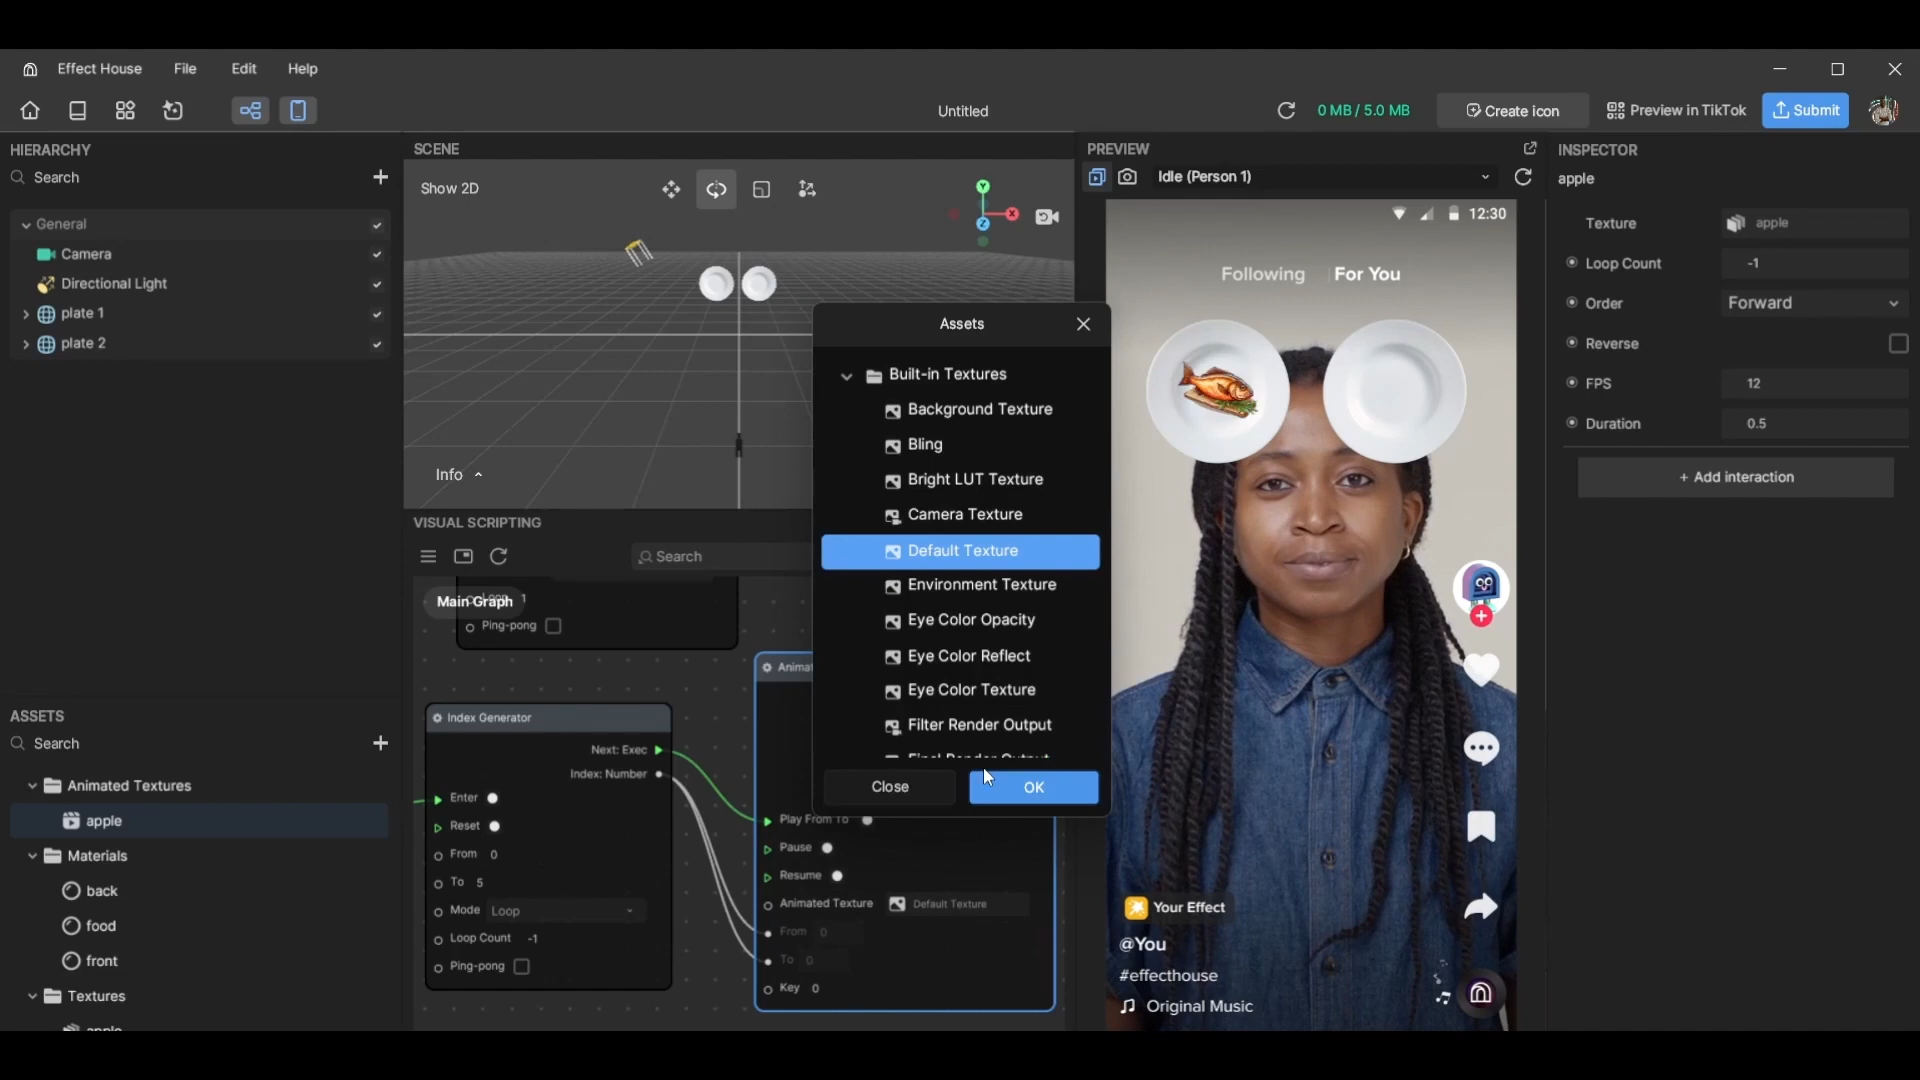 Effect House File Edit Help
Untitled
0 MB / 5.0 MB
Create icon
Preview in TikTok
Submit
HIERARCHY
Search
General
Camera
Directional Light
plate 1
plate 2
SCENE
Show 2D
Y
X
Z
Info
VISUAL SCRIPTING
Search
Main Graph
1
Ping-pong
Index Generator
Next: Exec
Index: Number
Enter
Reset
From 0
To 5
Mode Loop
Loop Count -1
Ping-pong
Play From To
Pause
Resume
Animated Texture Default Texture
From 0
To 0
Key 0
Assets
Built-in Textures
Background Texture
Bling
Bright LUT Texture
Camera Texture
Default Texture
Environment Texture
Eye Color Opacity
Eye Color Reflect
Eye Color Texture
Filter Render Output
Final Render Output
Close
OK
PREVIEW
Idle (Person 1)
12:30
Following For You
Your Effect
@You
#effecthouse
Original Music
INSPECTOR
apple
Texture apple
Loop Count -1
Order Forward
Reverse
FPS 12
Duration 0.5
+ Add interaction
ASSETS
Search
Animated Textures
apple
Materials
back
food
front
Textures
apple